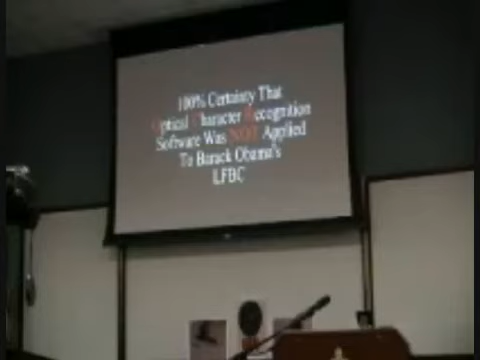 100% Certainty That
Optical Character Recognition
Software Was NOT Applied
To Barack Obama's
LFBC